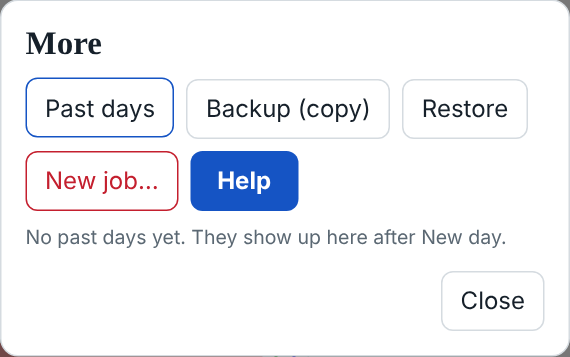 More
Past days Backup (copy) Restore
New job... Help
No past days yet. They show up here after New day.
Close